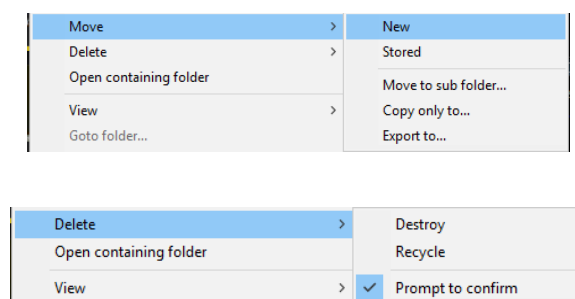 Move
New
Delete
Stored
Open containing folder
Move to sub folder...
View
Copy only to...
Goto folder...
Export to...
Delete
Destroy
Open containing folder
Recycle
View
Prompt to confirm